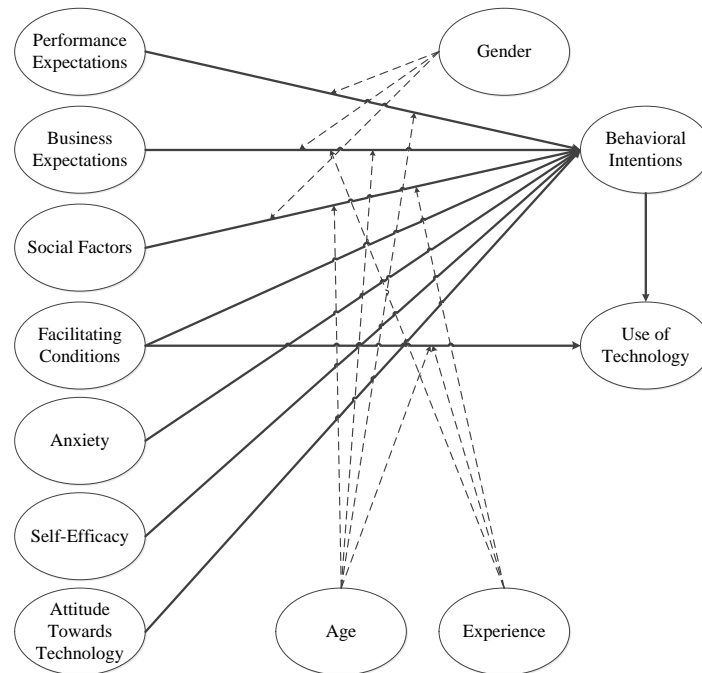 Performance
Expectations
Gender
Business
Expectations
Behavioral
Intentions
Social Factors
Facilitating
Conditions
Use of
Technology
Anxiety
Self-Efficacy
Attitude
Towards
Technology
Age
Experience